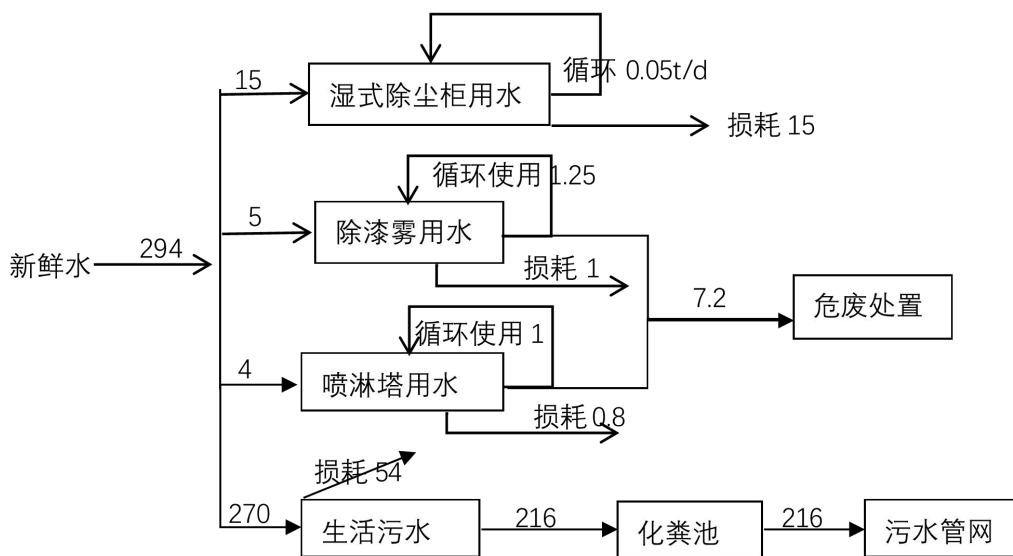 循环 0.05t/d
15
湿式除尘柜用水
损耗 15
循环使用 1.25
5
除漆雾用水
294
新鲜水
损耗 1
7.2
危废处置
循环使用 1
4
喷淋塔用水
损耗 0.8
损耗 54
270
生活污水
216
化粪池
216
污水管网